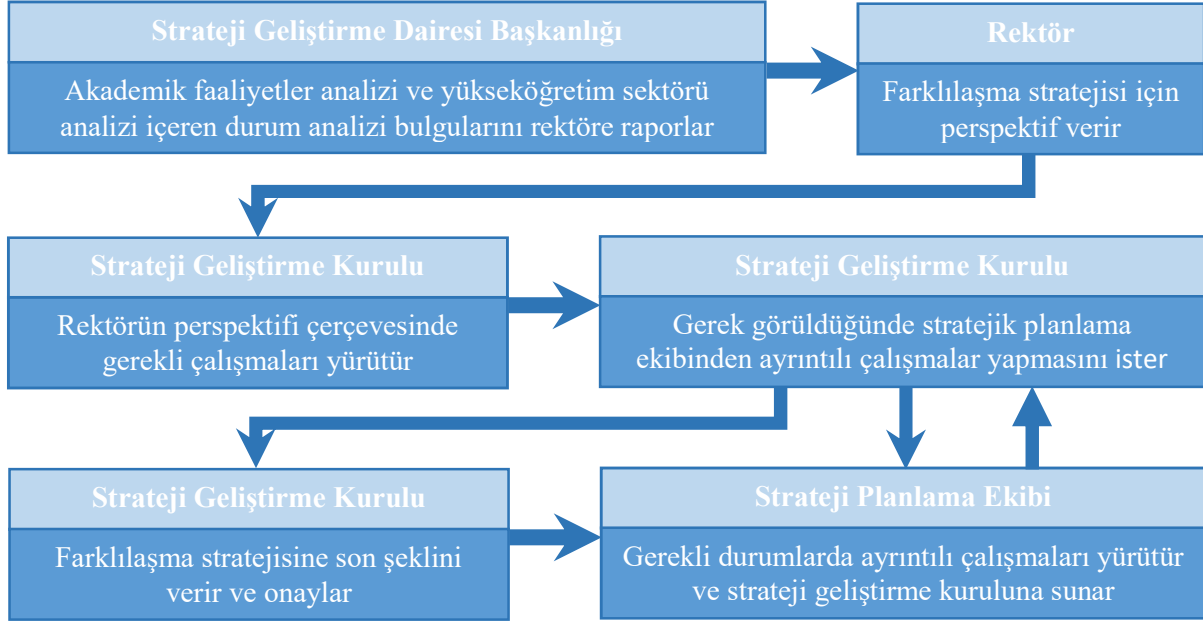 Strateji Geliştirme Dairesi Başkanlığı
Akademik faaliyetler analizi ve yükseköğretim sektörü
analizi içeren durum analizi bulgularını rektöre raporlar
Rektör
Farklılaşma stratejisi için
perspektif verir
Strateji Geliştirme Kurulu
Rektörün perspektifi çerçevesinde
gerekli çalışmaları yürütür
Strateji Geliştirme Kurulu
Gerek görüldüğünde stratejik planlama
ekibinden ayrıntılı çalışmalar yapmasını ister
Strateji Geliştirme Kurulu
Farklılaşma stratejisine son şeklini
verir ve onaylar
Strateji Planlama Ekibi
Gerekli durumlarda ayrıntılı çalışmaları yürütür
ve strateji geliştirme kuruluna sunar